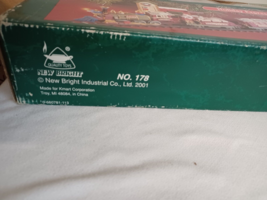 NEW BRIGHT
NO. 178
© New Bright Industrial Co., Ltd. 2001
Made for Kmart Corporation
Troy, MI 48084, in China